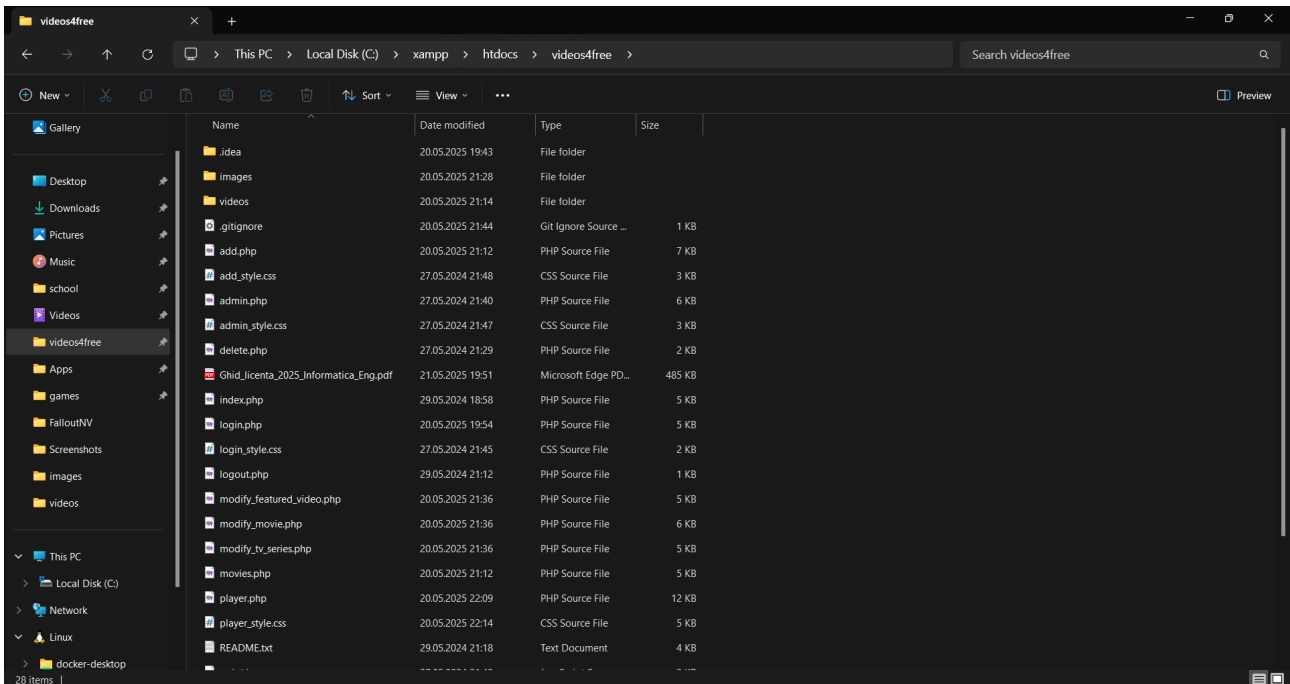 videos4free
This PC > Local Disk (C:) > xampp > htdocs > videos4free >
Search videos4free
New
Sort
View
Preview
Gallery
Desktop
Downloads
Pictures
Music
school
Videos
videos4free
Apps
games
FalloutNV
Screenshots
images
videos
This PC
Local Disk (C:)
Network
Linux
docker-desktop
Name Date modified Type Size
.idea 20.05.2025 19:43 File folder
images 20.05.2025 21:28 File folder
videos 20.05.2025 21:14 File folder
.gitignore 20.05.2025 21:44 Git Ignore Source ... 1 KB
add.php 20.05.2025 21:12 PHP Source File 7 KB
add_style.css 27.05.2024 21:48 CSS Source File 3 KB
admin.php 27.05.2024 21:40 PHP Source File 6 KB
admin_style.css 27.05.2024 21:47 CSS Source File 3 KB
delete.php 27.05.2024 21:29 PHP Source File 2 KB
Ghid_licenta_2025_Informatica_Eng.pdf 21.05.2025 19:51 Microsoft Edge PD... 485 KB
index.php 29.05.2024 18:58 PHP Source File 5 KB
login.php 20.05.2025 19:54 PHP Source File 5 KB
login_style.css 27.05.2024 21:45 CSS Source File 2 KB
logout.php 29.05.2024 21:12 PHP Source File 1 KB
modify_featured_video.php 20.05.2025 21:36 PHP Source File 5 KB
modify_movie.php 20.05.2025 21:36 PHP Source File 6 KB
modify_tv_series.php 20.05.2025 21:36 PHP Source File 5 KB
movies.php 20.05.2025 21:12 PHP Source File 5 KB
player.php 20.05.2025 22:09 PHP Source File 12 KB
player_style.css 20.05.2025 22:14 CSS Source File 5 KB
README.txt 29.05.2024 21:18 Text Document 4 KB
28 items